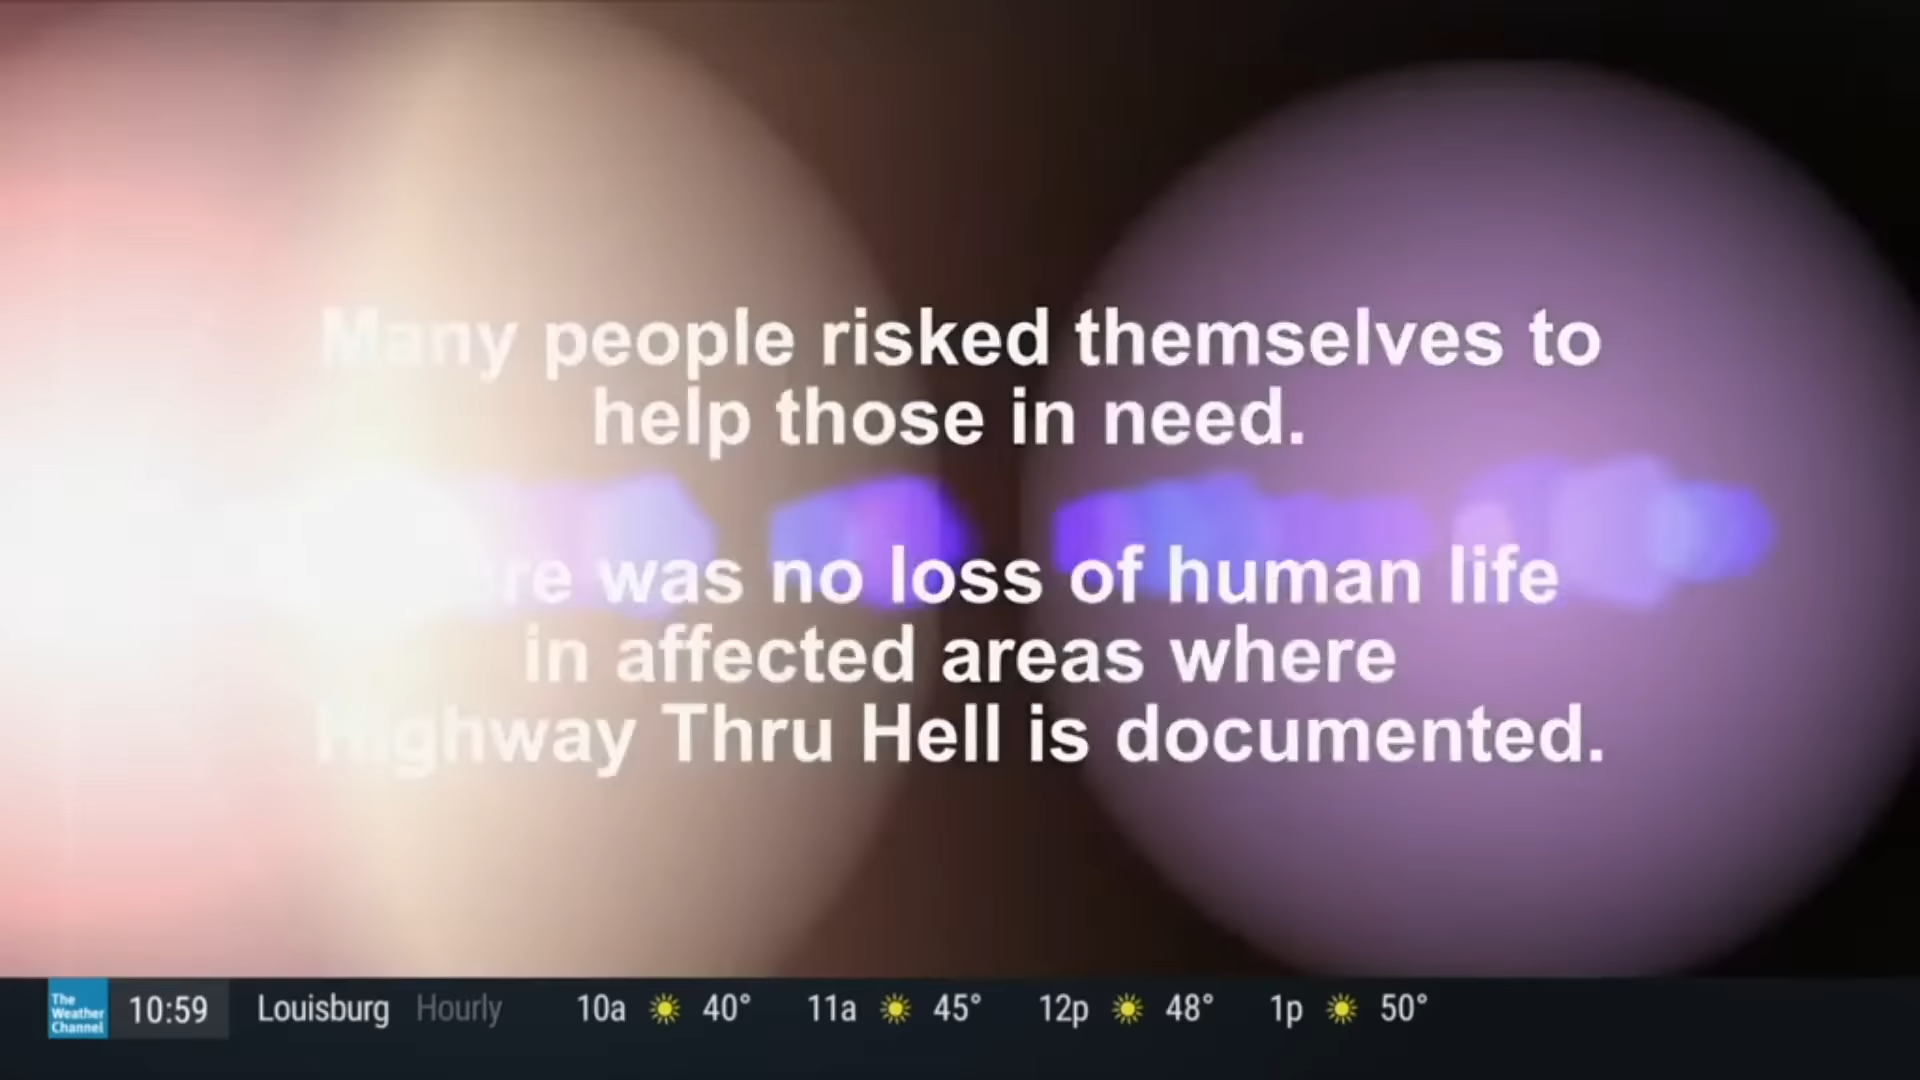 Many people risked themselves to
help those in need.
was no loss of human life
in affected areas where
Highway Thru Hell is documented.
The
Weather
Channel
10:59 Louisburg Hourly 10a 40° 11a 45° 12p 48° 1p 50°